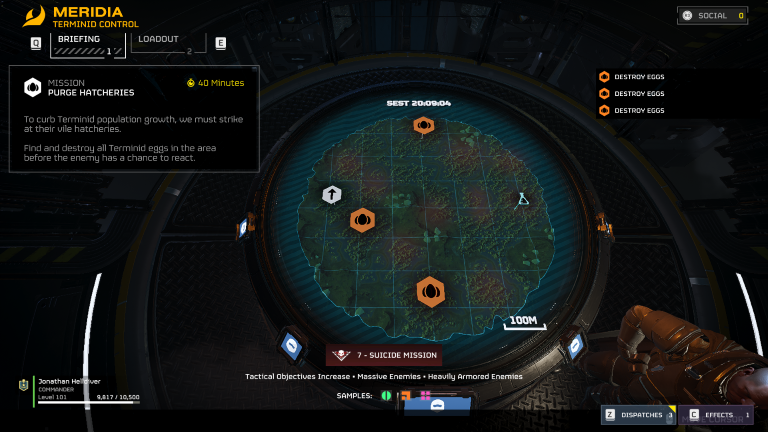 MERIDIA
TERMINID CONTROL
SOCIAL 0
Q
BRIEFING
1
LOADOUT
2
E
MISSION
PURGE HATCHERIES
40 Minutes
To curb Terminid population growth, we must strike
at their vile hatcheries.
Find and destroy all Terminid eggs in the area
before the enemy has a chance to react.
DESTROY EGGS
DESTROY EGGS
DESTROY EGGS
SEST 20:09:04
100M
7 - SUICIDE MISSION
Tactical Objectives Increase • Massive Enemies • Heavily Armored Enemies
SAMPLES:
Jonathan Helldiver
COMMANDER
Level 101
9,817 / 10,500
Z DISPATCHES 3
C EFFECTS 1
MOVE CURSOR